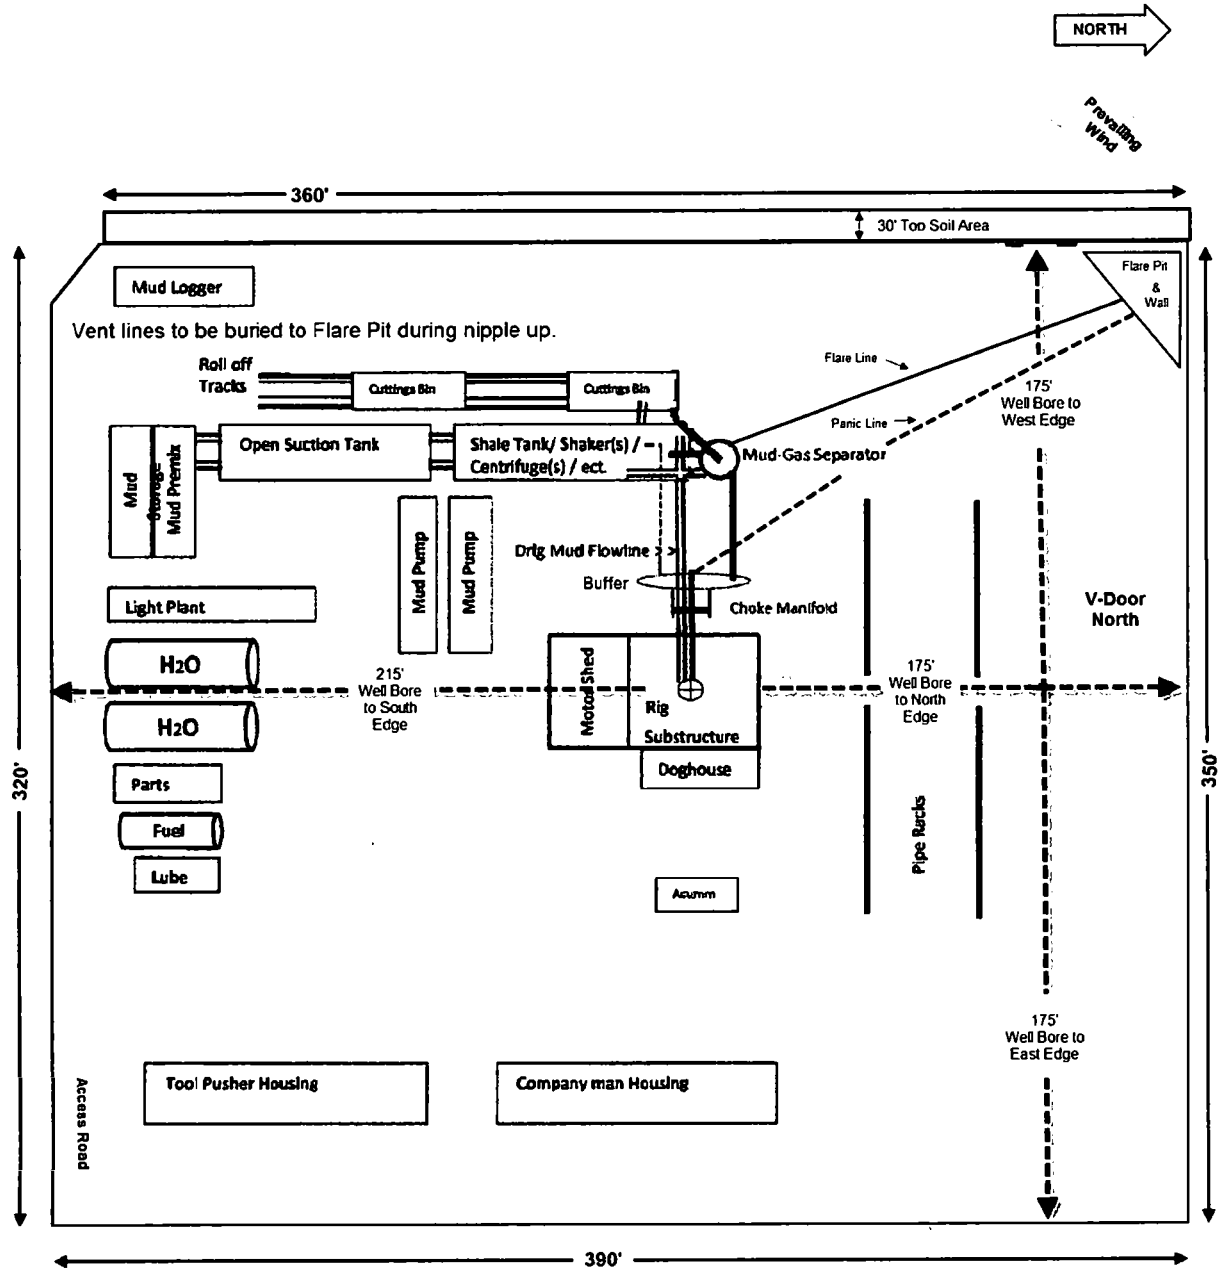 NORTH
Prevailing
Wind
360'
30' Top Soil Area
Flare Pit
&
Wall
Mud Logger
Vent lines to be buried to Flare Pit during nipple up.
Roll off
Tracks
Cuttings Bin
Cuttings Bin
Flare Line
175'
Well Bore to
West Edge
Panic Line
Open Suction Tank
Shale Tank/ Shaker(s) /
Centrifuge(s) / ect.
Mud-Gas Separator
Mud
Storage
Mud Premix
Mud Pump
Mud Pump
Drlg Mud Flowline
Buffer
Choke Manifold
Light Plant
V-Door
North
H2O
215'
Well Bore
to South
Edge
Motor Shed
Rig
Substructure
175'
Well Bore
to North
Edge
H2O
Doghouse
Parts
320'
350'
Fuel
Pipe Racks
Lube
Acumm
175'
Well Bore to
East Edge
Tool Pusher Housing
Company man Housing
Access Road
390'